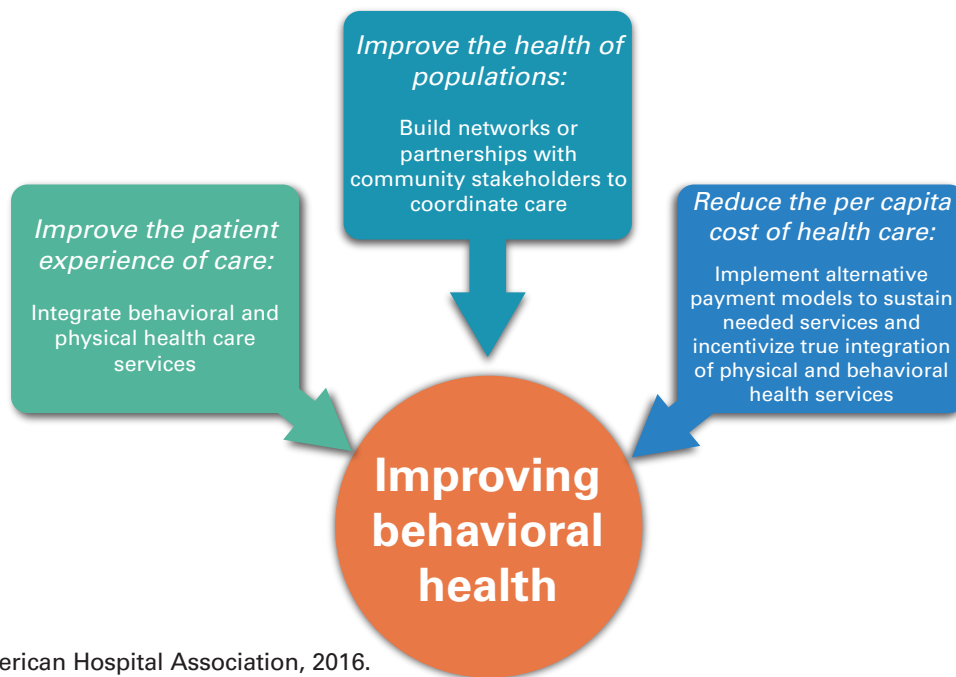 Improve the health of
populations:
Build networks or
partnerships with
community stakeholders to
coordinate care
Improve the patient
experience of care:
Integrate behavioral and
physical health care
services
Reduce the per capita
cost of health care:
Implement alternative
payment models to sustain
needed services and
incentivize true integration
of physical and behavioral
health services
Improving
behavioral
health
erican Hospital Association, 2016.